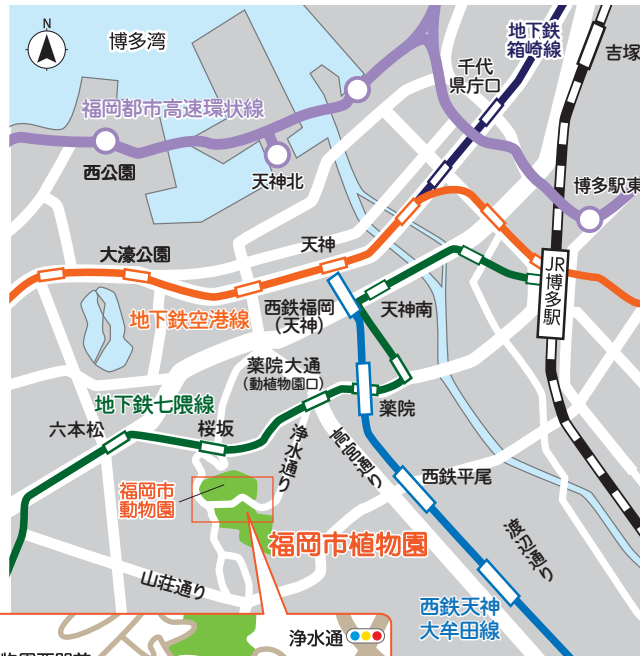 N
博多湾
地下鉄
箱崎線
吉塚
千代
県庁口
福岡都市高速環状線
西公園
天神北
博多駅東
大濠公園
天神
地下鉄空港線
西鉄福岡
(天神)
天神南
JR
博多駅
薬院大通
(動植物園口)
地下鉄七隈線
薬院
六本松
桜坂
浄水通り
高宮通り
福岡市
動物園
西鉄平尾
福岡市植物園
渡辺通り
山荘通り
西鉄天神
大牟田線
浄水通